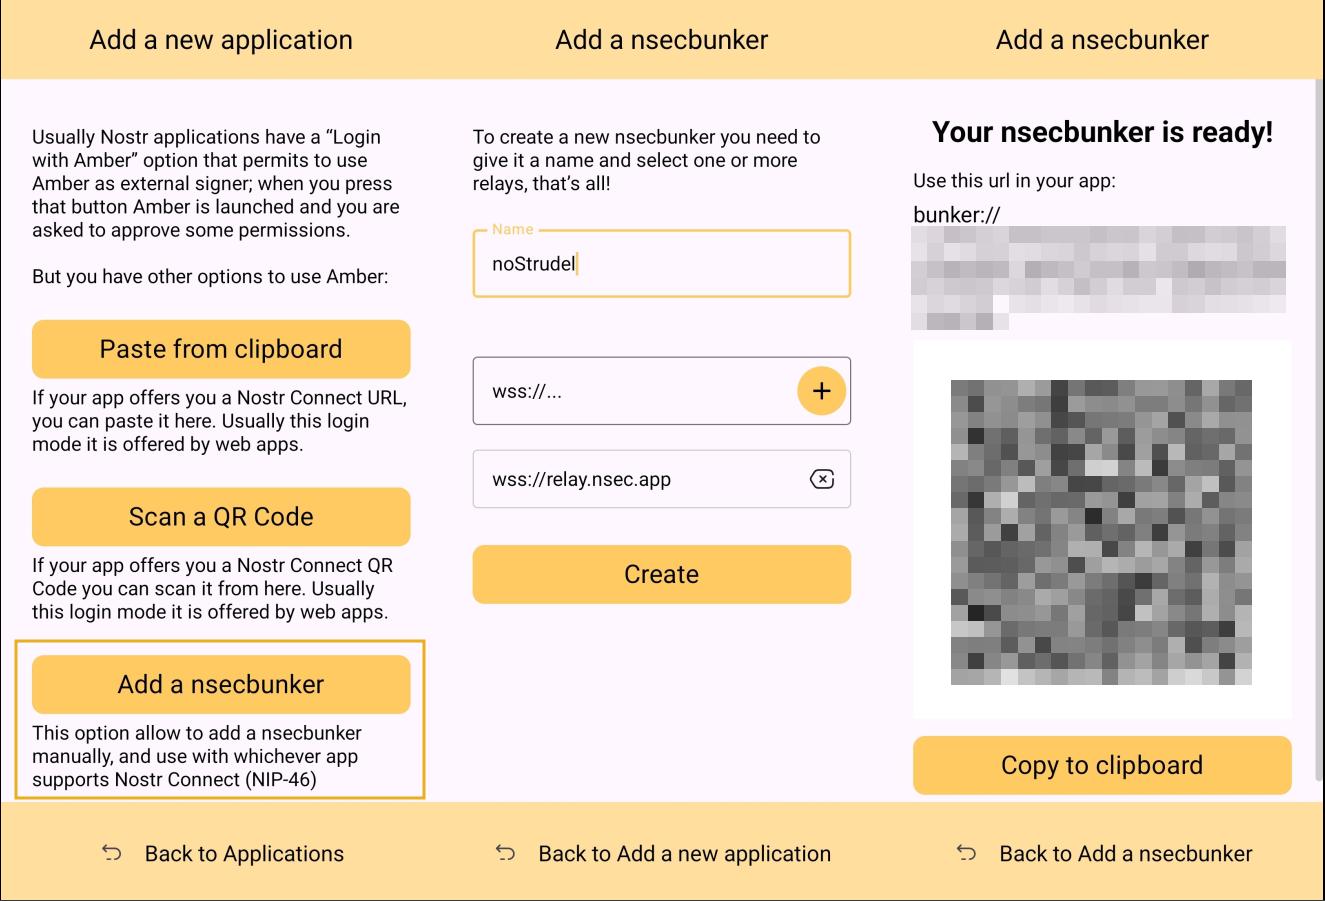 Add a new application
Usually Nostr applications have a “Login
with Amber” option that permits to use
Amber as external signer; when you press
that button Amber is launched and you are
asked to approve some permissions.
But you have other options to use Amber:
Paste from clipboard
If your app offers you a Nostr Connect URL,
you can paste it here. Usually this login
mode it is offered by web apps.
Scan a QR Code
If your app offers you a Nostr Connect QR
Code you can scan it from here. Usually
this login mode it is offered by web apps.
Add a nsecbunker
This option allow to add a nsecbunker
manually, and use with whichever app
supports Nostr Connect (NIP-46)
Back to Applications
Add a nsecbunker
To create a new nsecbunker you need to
give it a name and select one or more
relays, that’s all!
Name
noStrudel
wss://...
wss://relay.nsec.app
Create
Back to Add a new application
Add a nsecbunker
Your nsecbunker is ready!
Use this url in your app:
bunker://
Copy to clipboard
Back to Add a nsecbunker